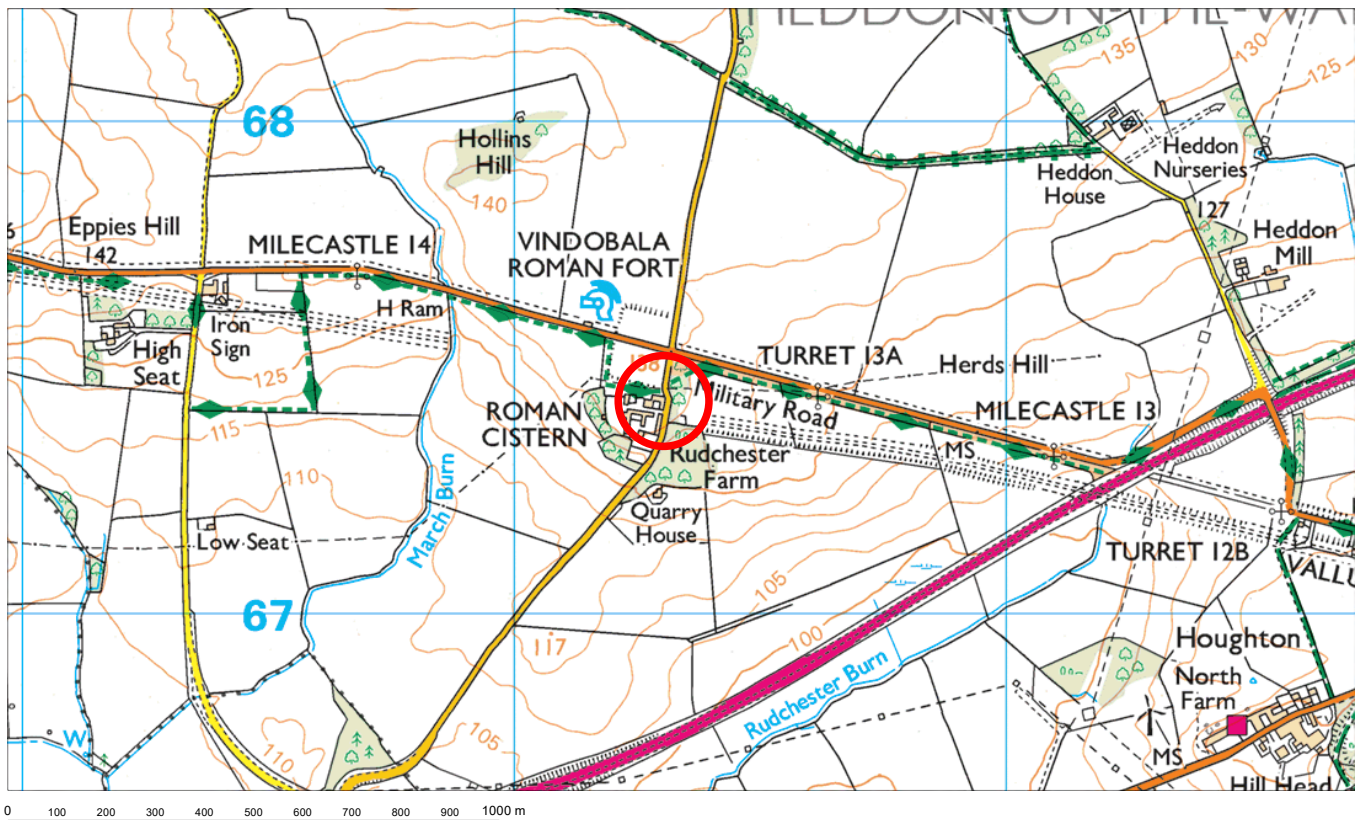 HEDDON-ON-THE-WA
135
130
125
68
Hollins
Hill
140
Heddon
House
Heddon
Nurseries
127
Heddon
Mill
6
Eppies Hill
142
MILECASTLE 14
VINDOBALA
ROMAN FORT
H Ram
Iron
Sign
High
Seat
125
138
TURRET 13A
Herds Hill
Military Road
MILECASTLE 13
ROMAN
CISTERN
115
MS
Rudchester
Farm
110
March Burn
Quarry
House
Low Seat
TURRET 12B
VALLU
105
67
117
100
Houghton
North
Farm
Rudchester Burn
W
110
105
MS
Hill Head
0 100 200 300 400 500 600 700 800 900 1000 m